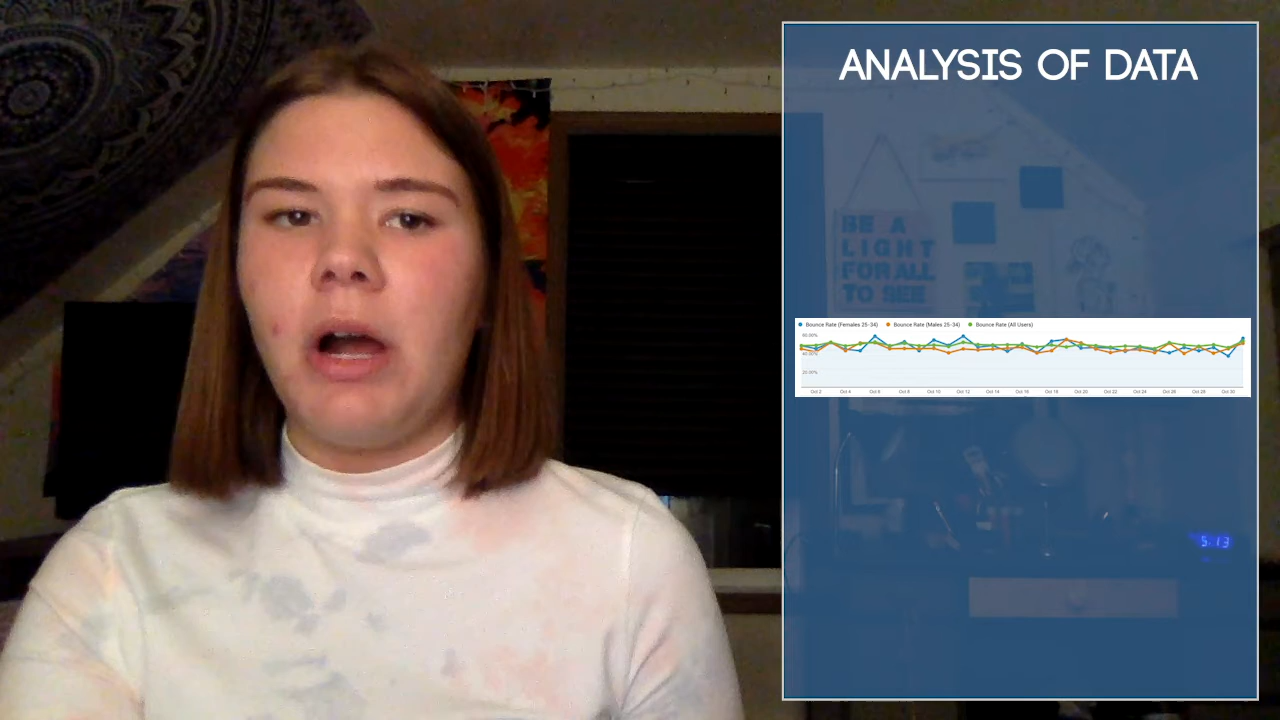 ANALYSIS OF DATA
BE A
LIGHT
FOR ALL
TO SEE
Bounce Rate (Females 25-34) Bounce Rate (Males 25-34) Bounce Rate (All Users)
60.00%
40.00%
20.00%
Oct 2 Oct 4 Oct 6 Oct 8 Oct 10 Oct 12 Oct 14 Oct 16 Oct 18 Oct 20 Oct 22 Oct 24 Oct 26 Oct 28 Oct 30
5:13